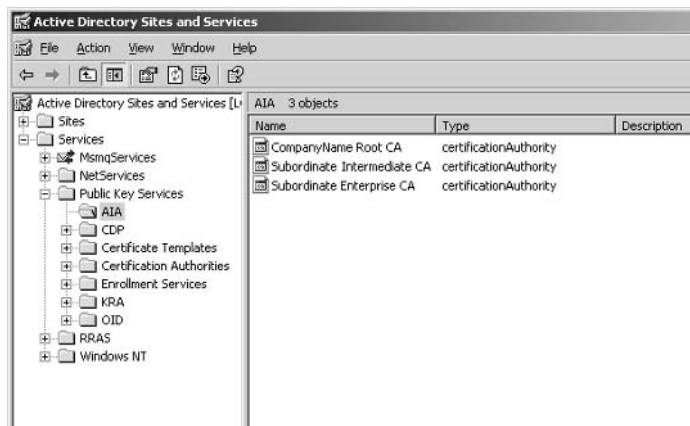 Active Directory Sites and Services
File Action View Window Help
Active Directory Sites and Services [L
Sites
Services
MsmqServices
NetServices
Public Key Services
AIA
CDP
Certificate Templates
Certification Authorities
Enrollment Services
KRA
OID
RRAS
Windows NT
AIA 3 objects
Name Type Description
CompanyName Root CA certificationAuthority
Subordinate Intermediate CA certificationAuthority
Subordinate Enterprise CA certificationAuthority